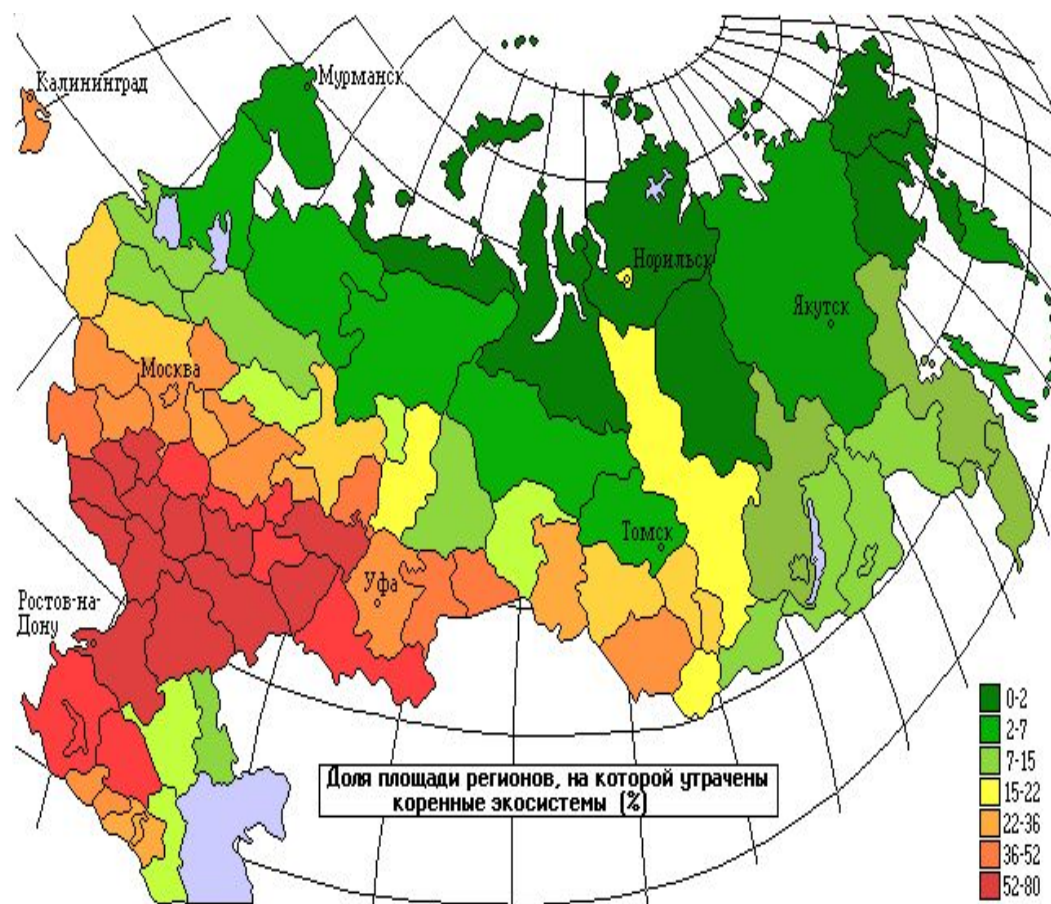 Калининград
Мурманск
Норильск
Якутск
Москва
Томск
Уфа
Ростов-на-
Дону
Доля площади регионов, на которой утрачены
коренные экосистемы (%)
0-2
2-7
7-15
15-22
22-36
36-52
52-80